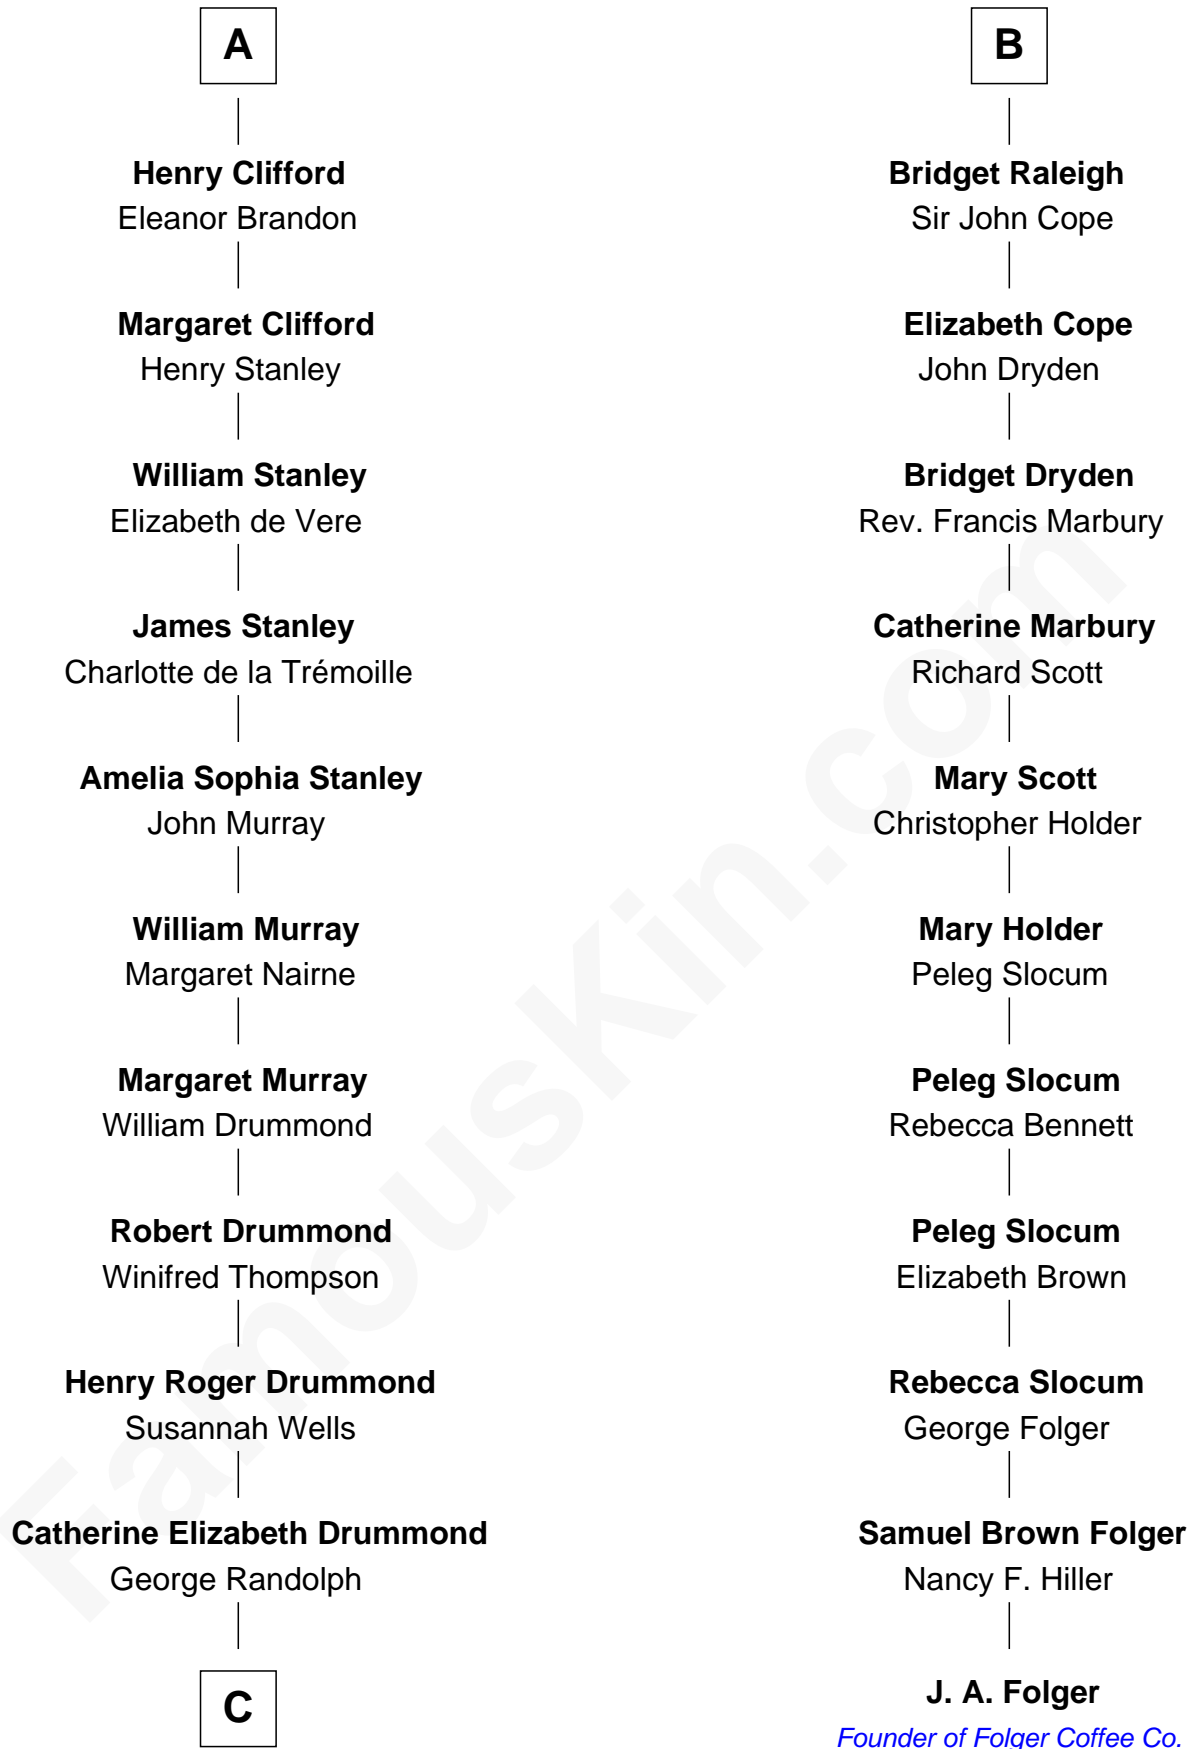 A
Henry Clifford
Eleanor Brandon
Margaret Clifford
Henry Stanley
William Stanley
Elizabeth de Vere
James Stanley
Charlotte de la Trémoille
Amelia Sophia Stanley
John Murray
William Murray
Margaret Nairne
Margaret Murray
William Drummond
Robert Drummond
Winifred Thompson
Henry Roger Drummond
Susannah Wells
Catherine Elizabeth Drummond
George Randolph
C
B
Bridget Raleigh
Sir John Cope
Elizabeth Cope
John Dryden
Bridget Dryden
Rev. Francis Marbury
Catherine Marbury
Richard Scott
Mary Scott
Christopher Holder
Mary Holder
Peleg Slocum
Peleg Slocum
Rebecca Bennett
Peleg Slocum
Elizabeth Brown
Rebecca Slocum
George Folger
Samuel Brown Folger
Nancy F. Hiller
J. A. Folger
Founder of Folger Coffee Co.
FamousKin.com